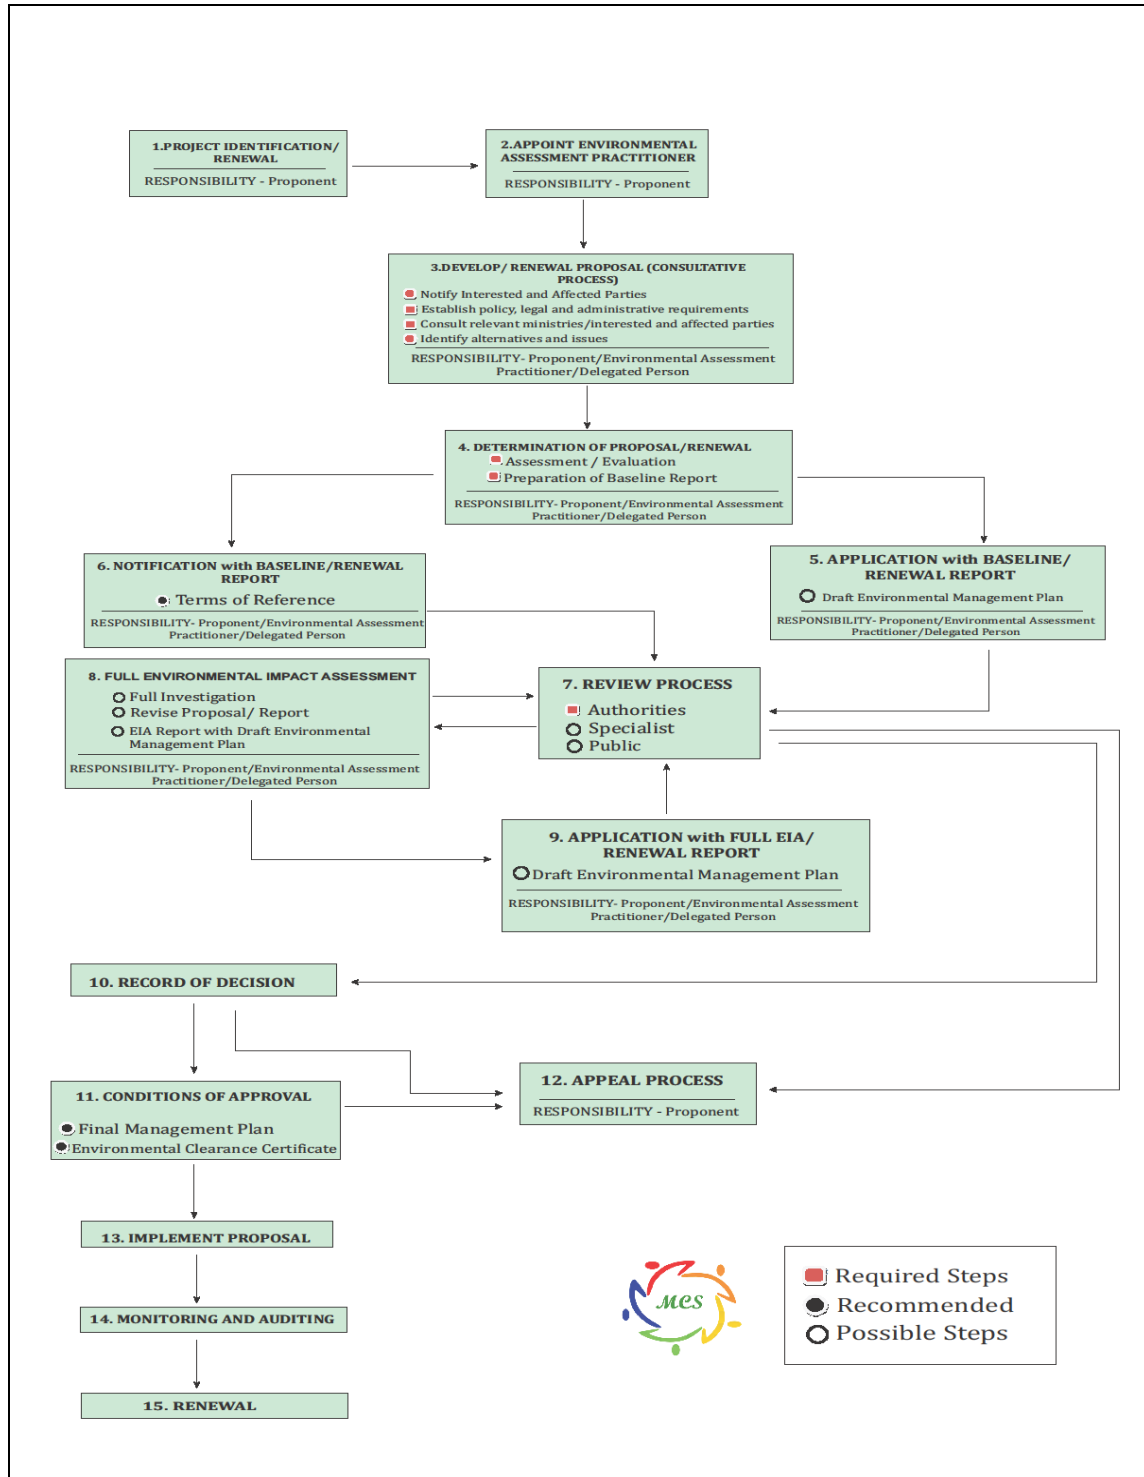 1.PROJECT IDENTIFICATION/
RENEWAL
RESPONSIBILITY - Proponent
2.APPOINT ENVIRONMENTAL
ASSESSMENT PRACTITIONER
RESPONSIBILITY - Proponent
3.DEVELOP/ RENEWAL PROPOSAL (CONSULTATIVE
PROCESS)
Notify Interested and Affected Parties
Establish policy, legal and administrative requirements
Consult relevant ministries/interested and affected parties
Identify alternatives and issues
RESPONSIBILITY- Proponent/Environmental Assessment
Practitioner/Delegated Person
4. DETERMINATION OF PROPOSAL/RENEWAL
Assessment / Evaluation
Preparation of Baseline Report
RESPONSIBILITY- Proponent/Environmental Assessment
Practitioner/Delegated Person
6. NOTIFICATION with BASELINE/RENEWAL
REPORT
Terms of Reference
RESPONSIBILITY- Proponent/Environmental Assessment
Practitioner/Delegated Person
5. APPLICATION with BASELINE/
RENEWAL REPORT
Draft Environmental Management Plan
RESPONSIBILITY- Proponent/Environmental Assessment
Practitioner/Delegated Person
8. FULL ENVIRONMENTAL IMPACT ASSESSMENT
Full Investigation
Revise Proposal/ Report
EIA Report with Draft Environmental
Management Plan
RESPONSIBILITY- Proponent/Environmental Assessment
Practitioner/Delegated Person
7. REVIEW PROCESS
Authorities
Specialist
Public
9. APPLICATION with FULL EIA/
RENEWAL REPORT
Draft Environmental Management Plan
RESPONSIBILITY- Proponent/Environmental Assessment
Practitioner/Delegated Person
10. RECORD OF DECISION
11. CONDITIONS OF APPROVAL
Final Management Plan
Environmental Clearance Certificate
12. APPEAL PROCESS
RESPONSIBILITY - Proponent
13. IMPLEMENT PROPOSAL
14. MONITORING AND AUDITING
15. RENEWAL
MCS
Required Steps
Recommended
Possible Steps